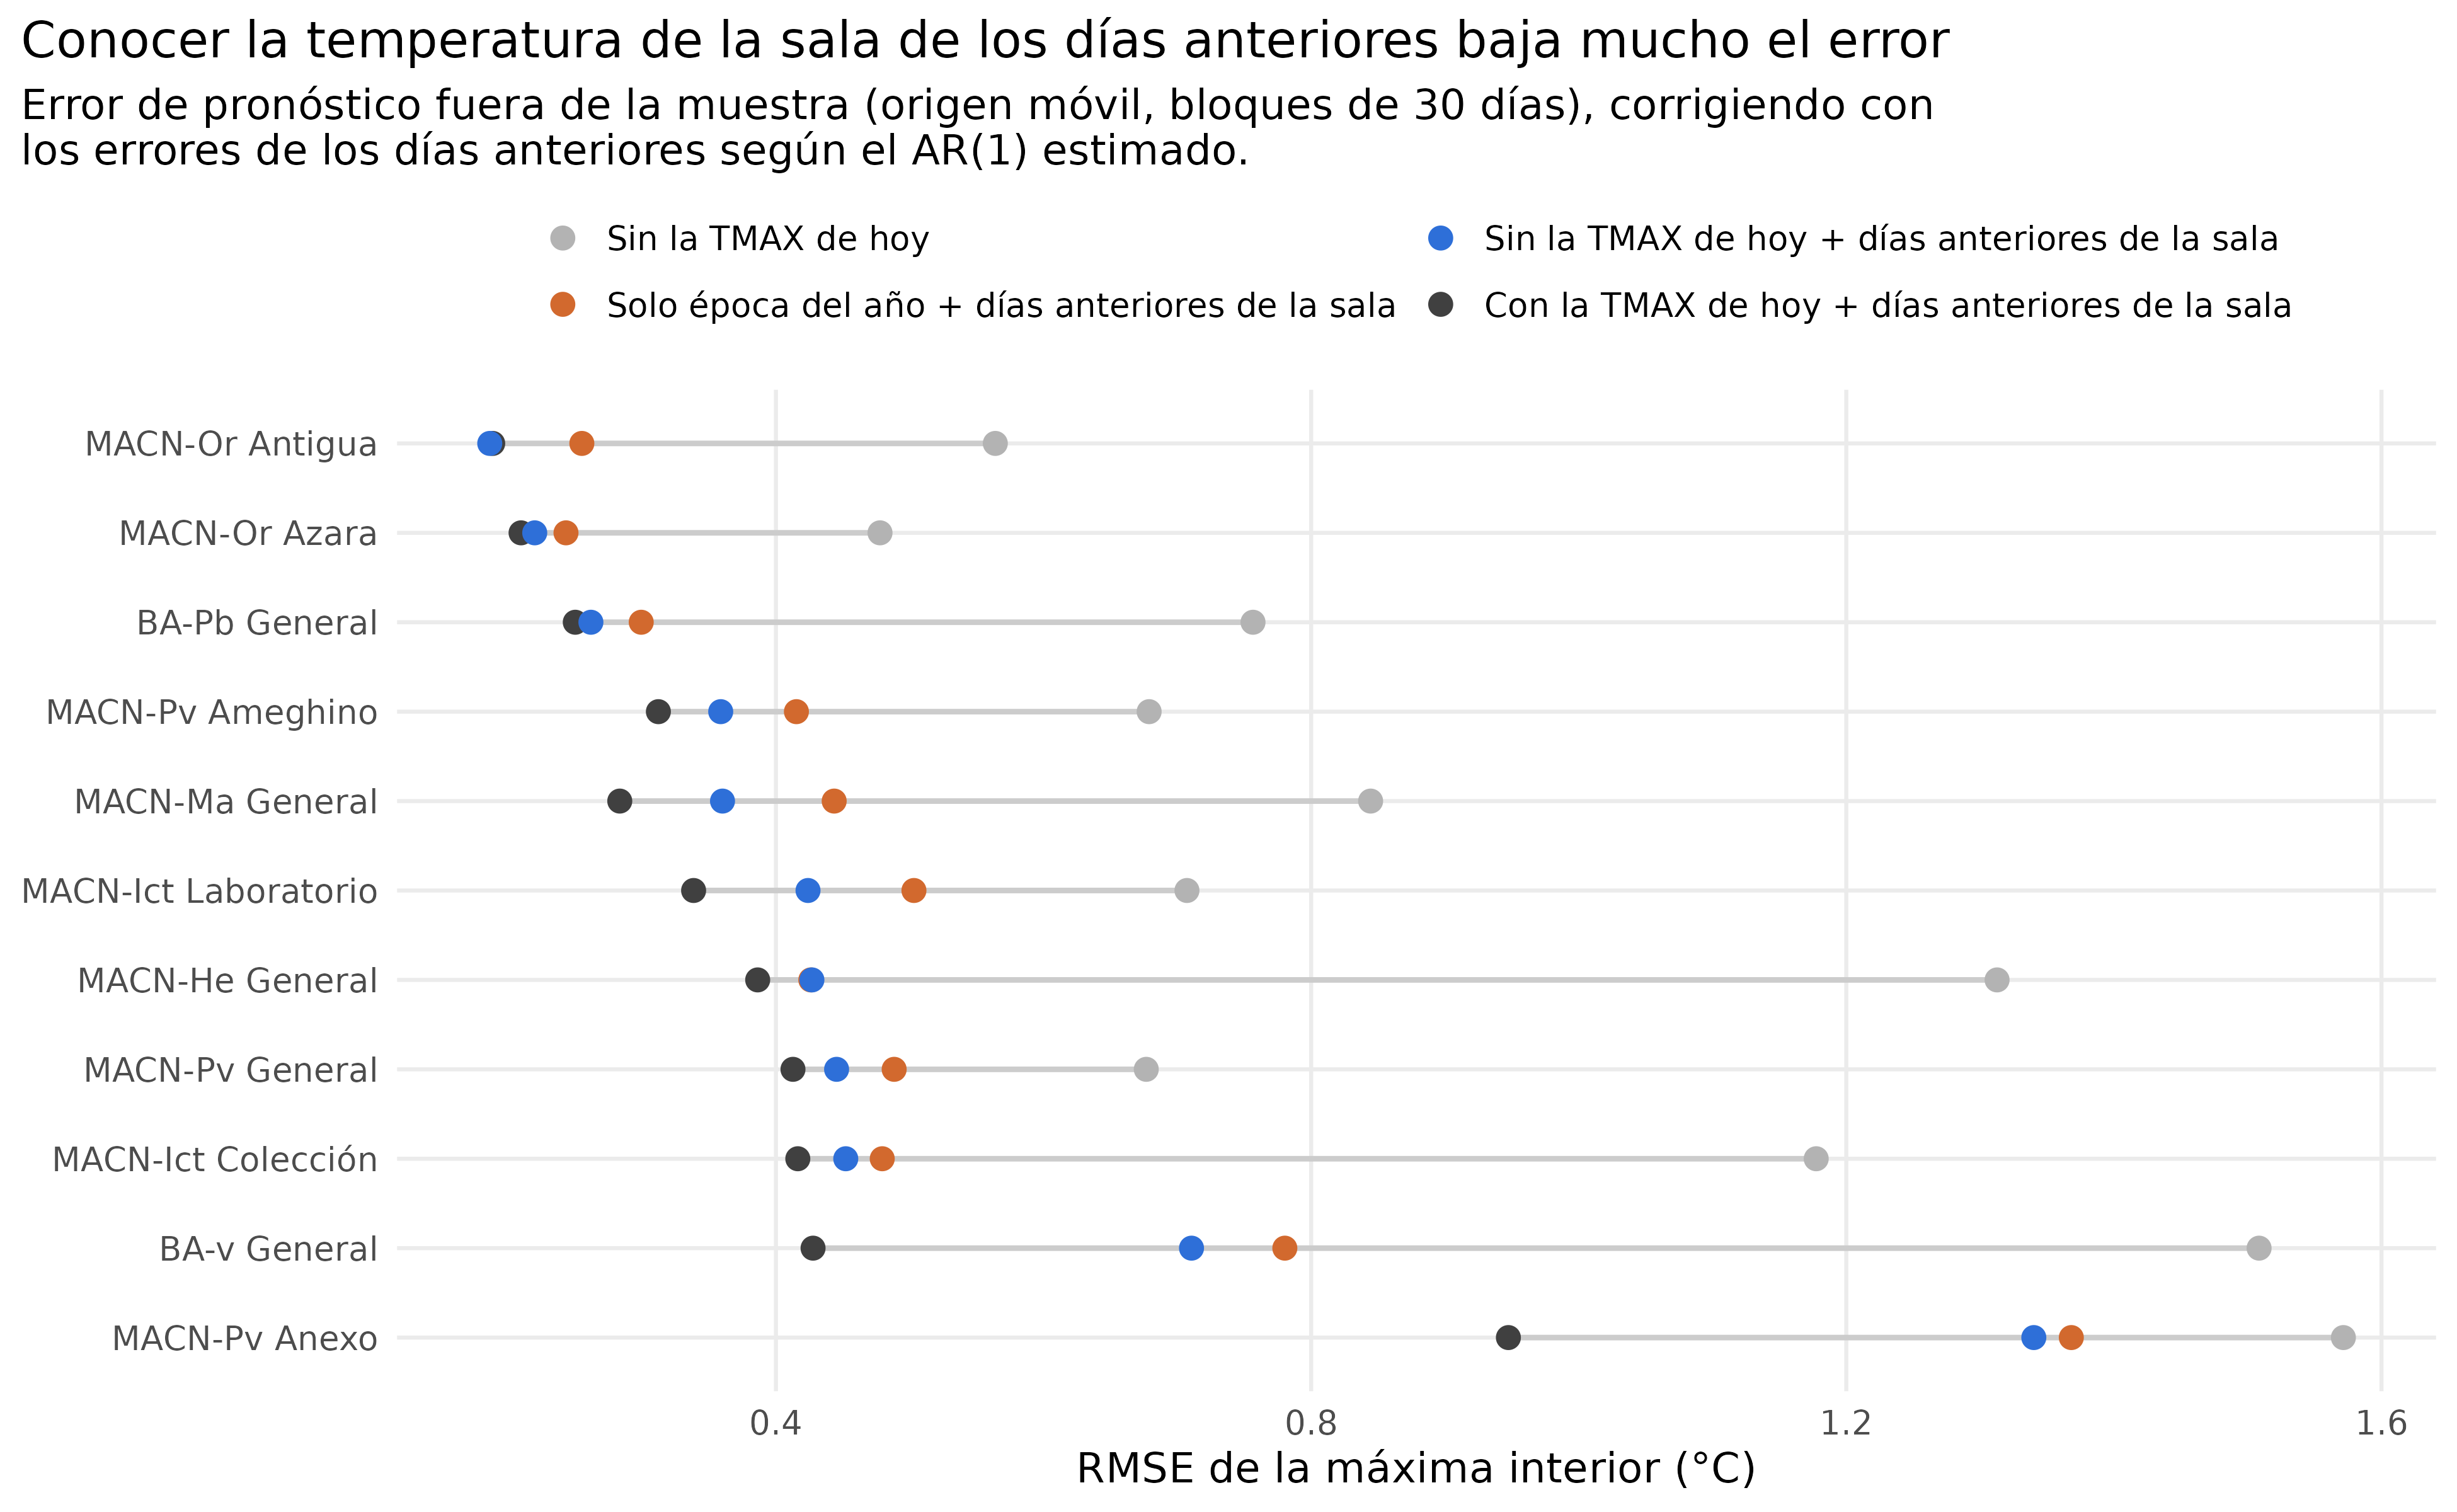 Conocer la temperatura de la sala de los días anteriores baja mucho el error
Error de pronóstico fuera de la muestra (origen móvil, bloques de 30 días), corrigiendo con
los errores de los días anteriores según el AR(1) estimado.
Sin la TMAX de hoy
Sin la TMAX de hoy + días anteriores de la sala
Solo época del año + días anteriores de la sala
Con la TMAX de hoy + días anteriores de la sala
MACN-Or Antigua
MACN-Or Azara
BA-Pb General
MACN-Pv Ameghino
MACN-Ma General
MACN-Ict Laboratorio
MACN-He General
MACN-Pv General
MACN-Ict Colección
BA-v General
MACN-Pv Anexo
0.4
0.8
1.2
1.6
RMSE de la máxima interior (°C)